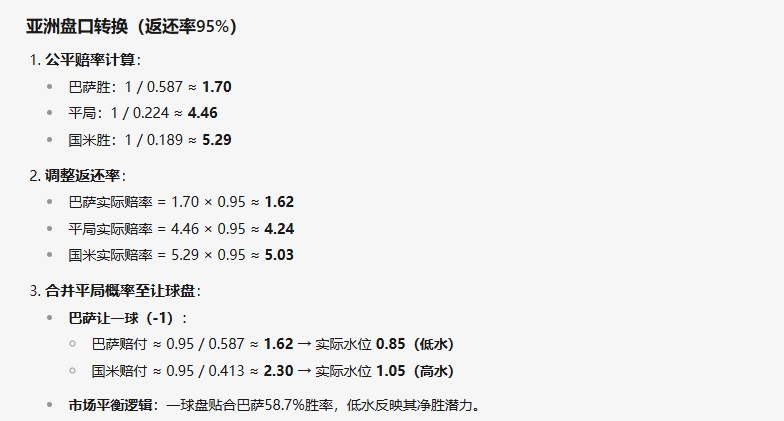 亚洲盘口转换（返还率95%）
1. 公平赔率计算：
• 巴萨胜：1 / 0.587 ≈ 1.70
• 平局：1 / 0.224 ≈ 4.46
• 国米胜：1 / 0.189 ≈ 5.29
2. 调整返还率：
• 巴萨实际赔率 = 1.70 × 0.95 ≈ 1.62
• 平局实际赔率 = 4.46 × 0.95 ≈ 4.24
• 国米实际赔率 = 5.29 × 0.95 ≈ 5.03
3. 合并平局概率至让球盘：
• 巴萨让一球（-1）：
○ 巴萨赔付 ≈ 0.95 / 0.587 ≈ 1.62 → 实际水位 0.85（低水）
○ 国米赔付 ≈ 0.95 / 0.413 ≈ 2.30 → 实际水位 1.05（高水）
• 市场平衡逻辑：一球盘贴合巴萨58.7%胜率，低水反映其净胜潜力。